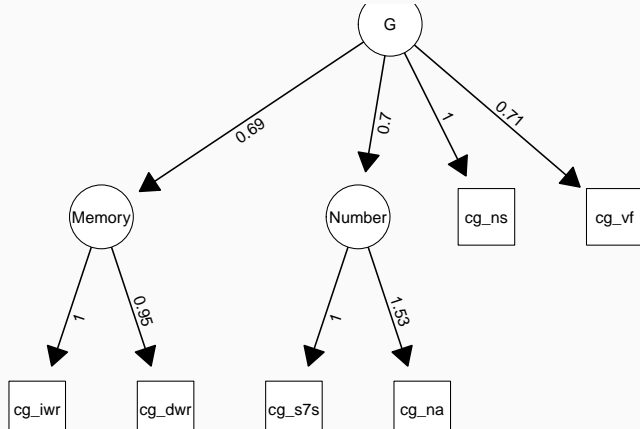 G
0.69
0.7
1
0.71
Memory
Number
cg_ns
cg_vf
1
0.95
1
1.53
cg_iwr
cg_dwr
cg_s7s
cg_na